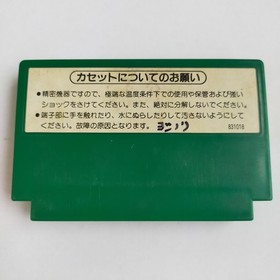 カセットについてのお願い
●精密機器ですので、極端な温度条件下での使用や保管および強い
ショックをさけてください。また、絶対に分解しないでください。
●端子部に手を触れたり、水にぬらしたりして汚さないようにして
ください。故障の原因となります。
831016